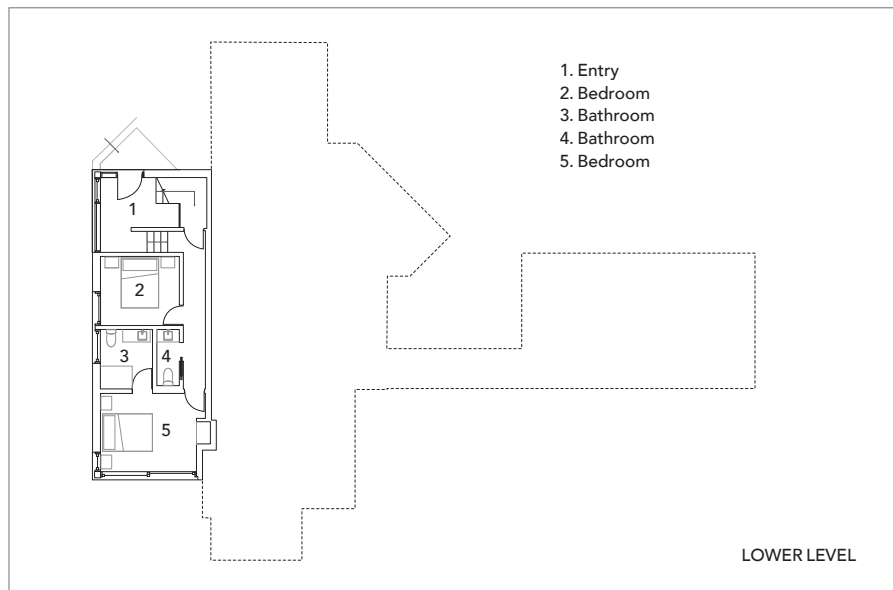 1. Entry
2. Bedroom
3. Bathroom
4. Bathroom
5. Bedroom
1
2
3
4
5
LOWER LEVEL